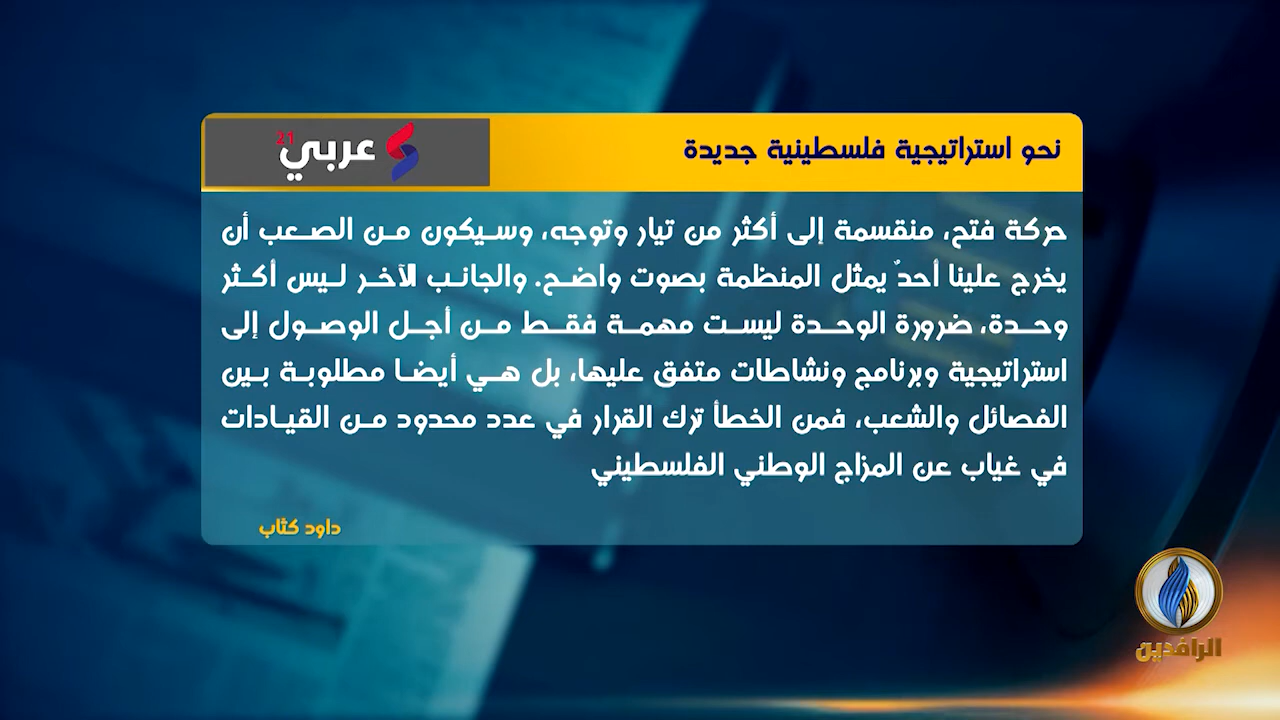 نحو استراتيجية فلسطينية جديدة
عربي 21
حركة فتح، منقسمة إلى أكثر من تيار وتوجه، وسيكون من الصعب أن
يخرج علينا أحدٌ يمثل المنظمة بصوت واضح. والجانب الآخر ليس أكثر
وحدة، ضرورة الوحدة ليست مهمة فقط من أجل الوصول إلى
استراتيجية وبرنامج ونشاطات متفق عليها، بل هي أيضا مطلوبة بين
الفصائل والشعب، فمن الخطأ ترك القرار في عدد محدود من القيادات
في غياب عن المزاج الوطني الفلسطيني
داود كتّاب
الرافدين